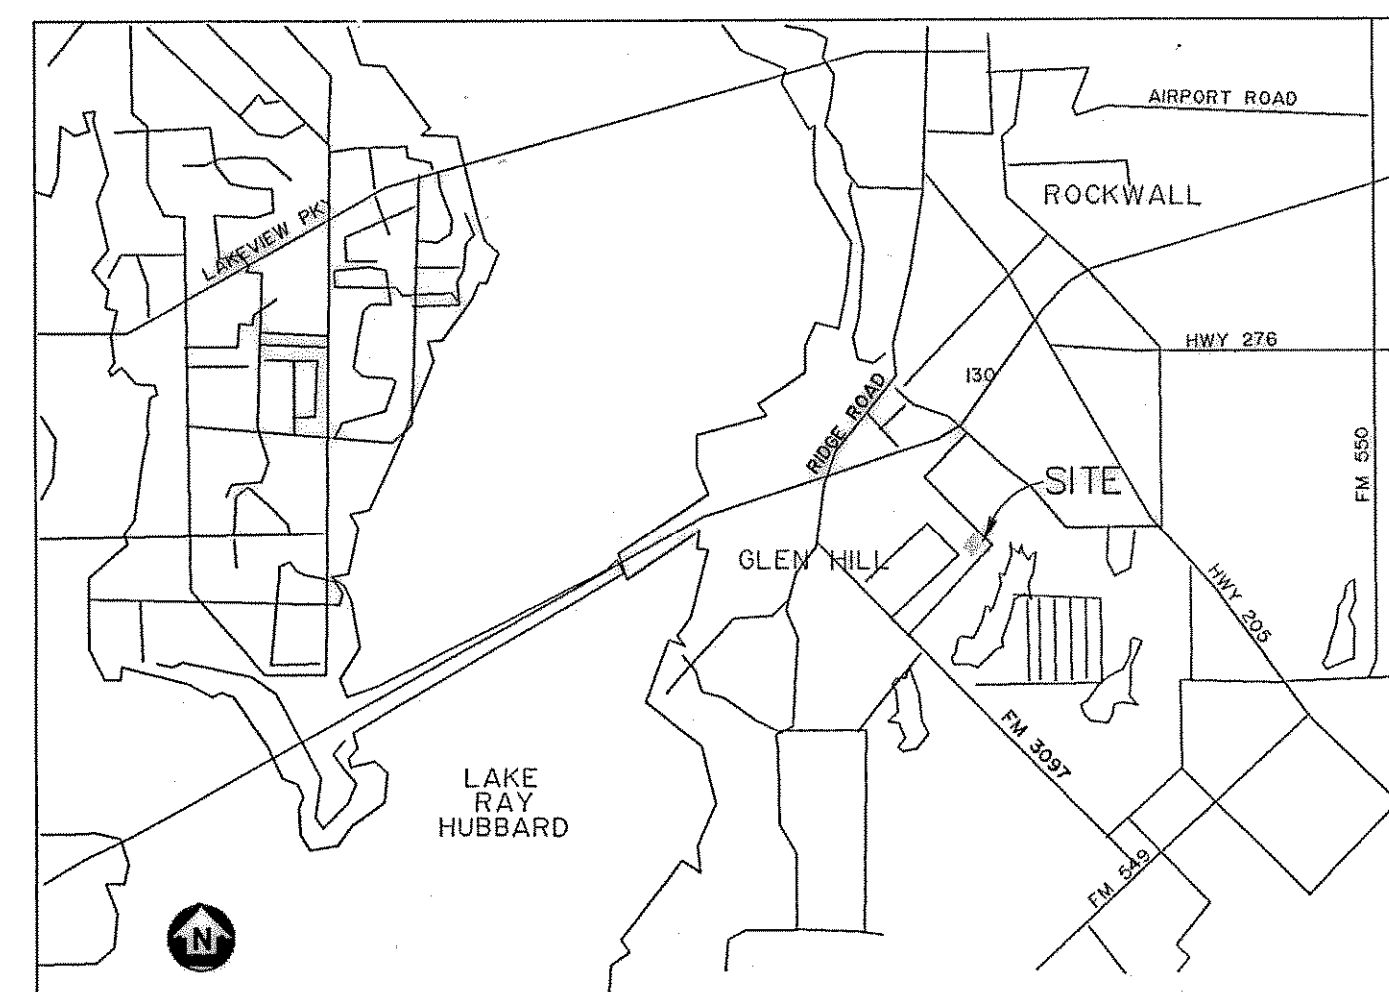 AIRPORT ROAD
ROCKWALL
LAKEVIEW PKY
HWY 276
130
RIDGE ROAD
FM 550
SITE
GLEN HILL
HWY 205
FM 3097
LAKE
RAY
HUBBARD
FM 549
N